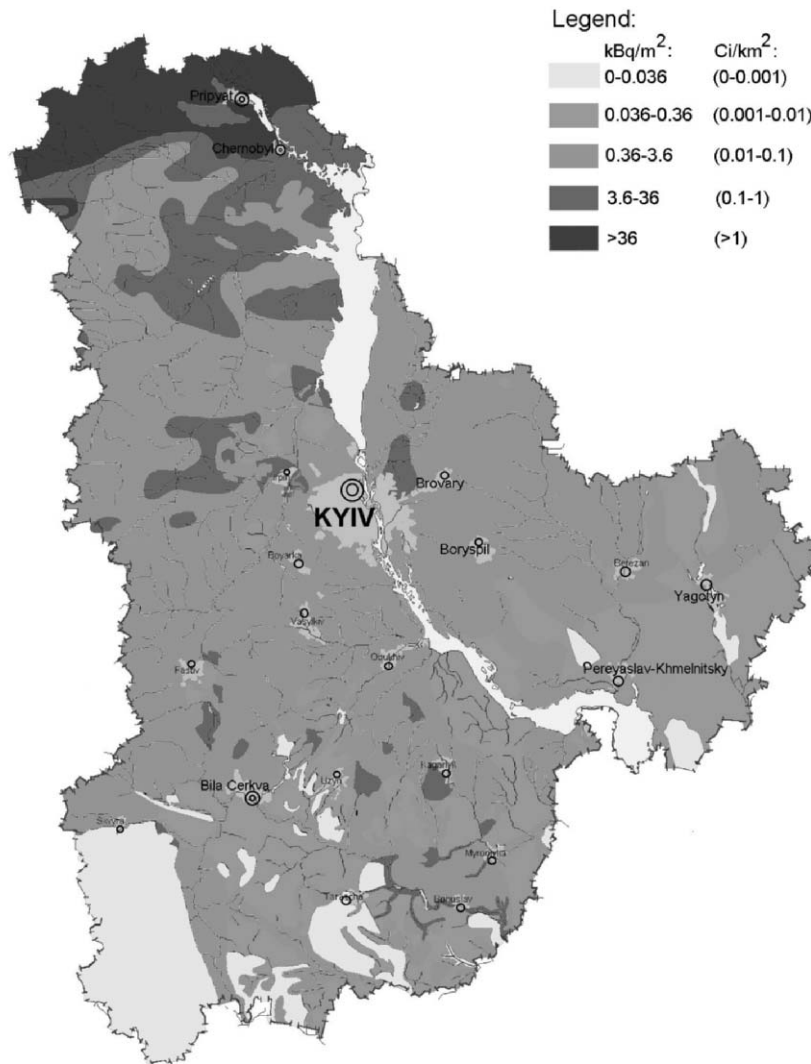 Legend:
kBq/m² : Ci/km² :
0-0.036 (0-0.001)
0.036-0.36 (0.001-0.01)
0.36-3.6 (0.01-0.1)
3.6-36 (0.1-1)
>36 (>1)
Pripyat
Chernobyl
Brovary
KYIV
Boryspil
Berezan
Boyarka
Yagotyn
Vasylkiv
Obukhiv
Pereyaslav-Khmelnitsky
Uzyn
Kagarlyk
Bila Cerkva
Myronivka
Boguslav